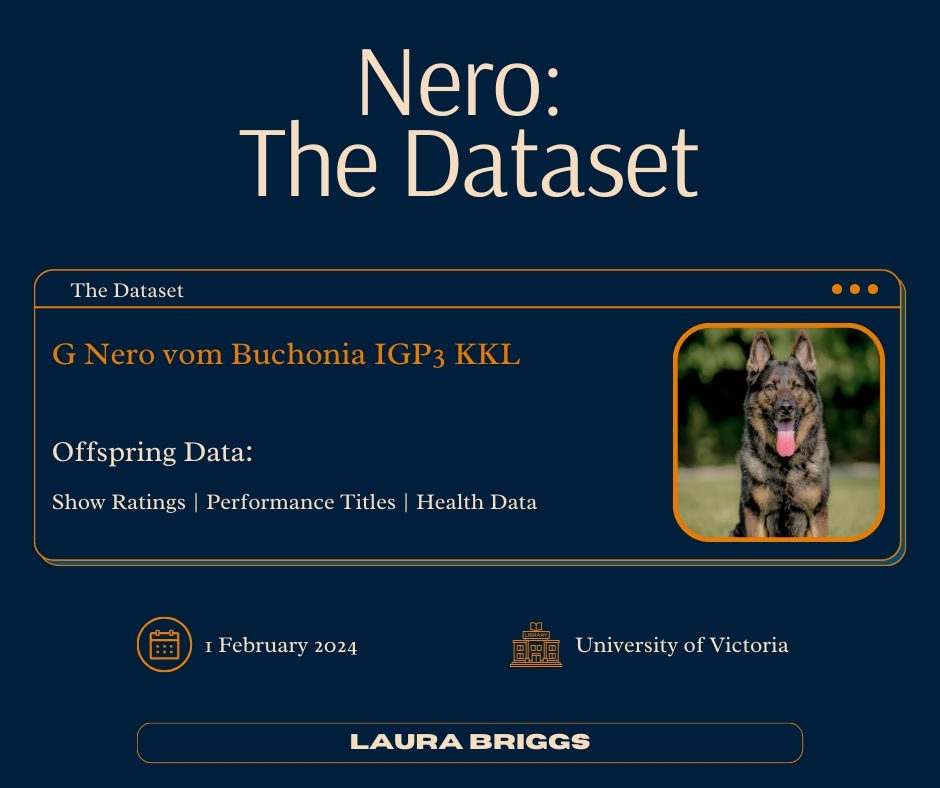 Nero:
The Dataset
The Dataset
G Nero vom Buchonia IGP3 KKL
Offspring Data:
Show Ratings | Performance Titles | Health Data
1 February 2024
LIBRARY
University of Victoria
LAURA BRIGGS